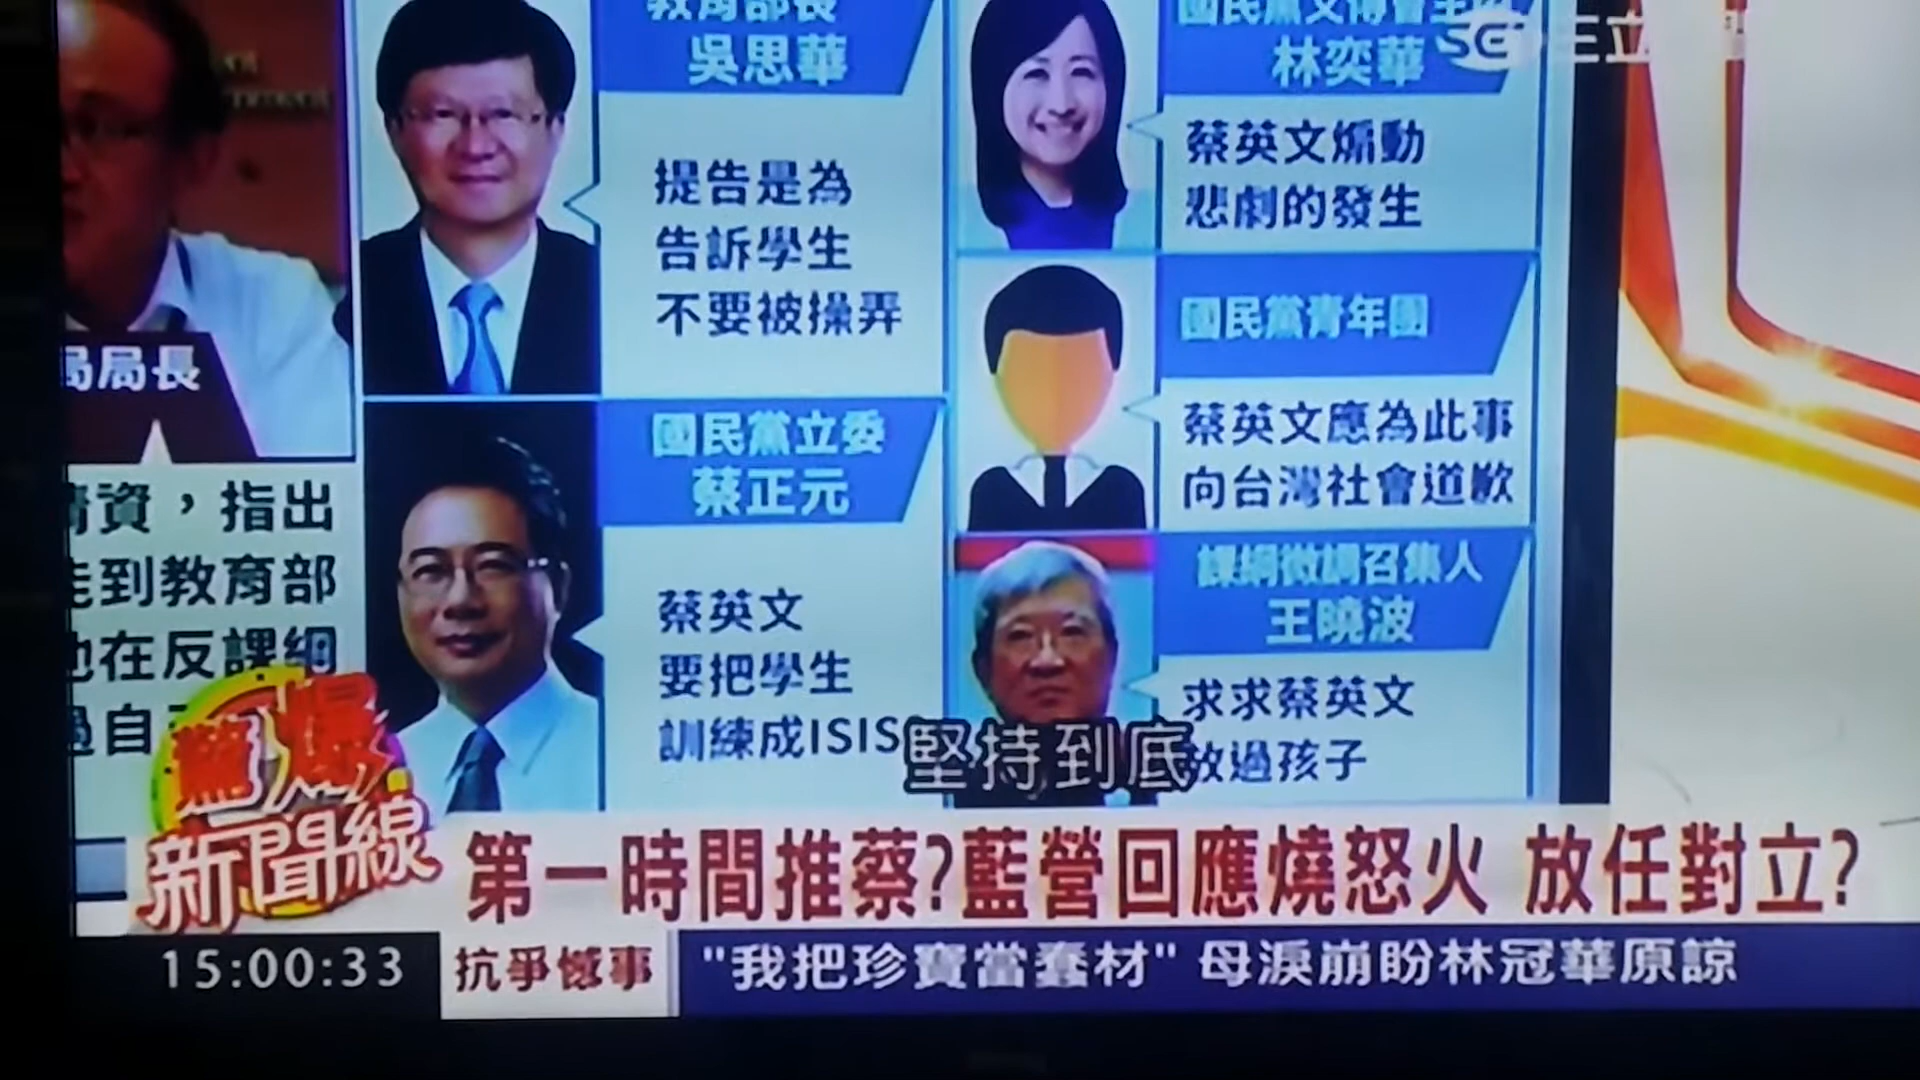 教育部長
吳思華
提告是為
告訴學生
不要被操弄
林奕華
蔡英文煽動
悲劇的發生
國民黨青年團
蔡英文應為此事
向台灣社會道歉
國民黨立委
蔡正元
蔡英文
要把學生
訓練成ISIS
課綱微調召集人
王曉波
求求蔡英文
放過孩子
局局長
情資，指出
到教育部
在反課綱
過自
三立
堅持到底
驚爆
新聞線
第一時間推蔡?藍營回應燒怒火 放任對立?
15:00:33
抗爭憾事
"我把珍寶當蠢材" 母淚崩盼林冠華原諒